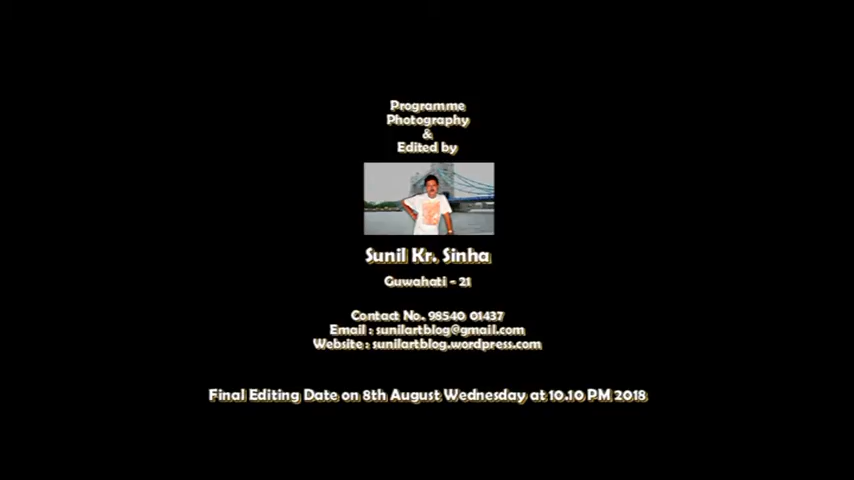 Programme
Photography
&
Edited by
Sunil Kr. Sinha
Guwahati - 21
Contact No. 98540 01437
Email : sunilartblog@gmail.com
Website : sunilartblog.wordpress.com
Final Editing Date on 8th August Wednesday at 10.10 PM 2018